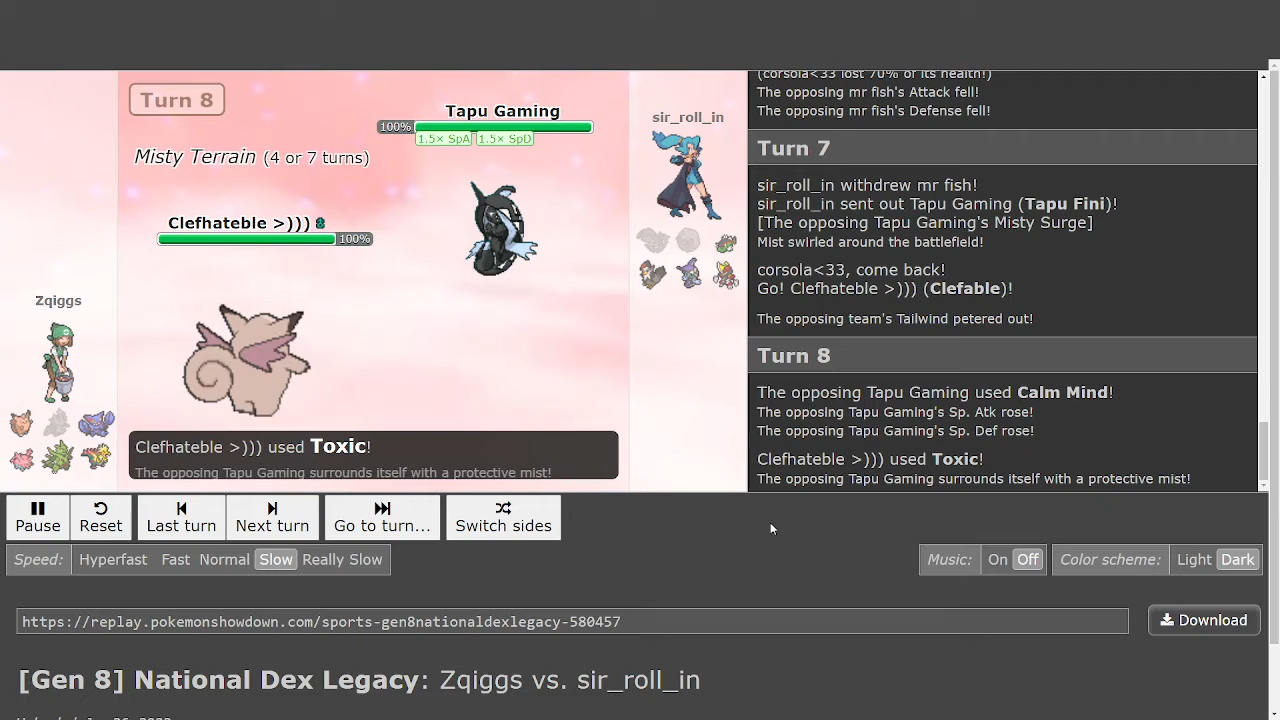 (corsola<33 lost 70% of its health!)
The opposing mr fish's Attack fell!
The opposing mr fish's Defense fell!
Turn 7
sir_roll_in withdrew mr fish!
sir_roll_in sent out Tapu Gaming (Tapu Fini)!
[The opposing Tapu Gaming's Misty Surge]
Mist swirled around the battlefield!
corsola<33, come back!
Go! Clefhateble >))) (Clefable)!
The opposing team's Tailwind petered out!
Turn 8
The opposing Tapu Gaming used Calm Mind!
The opposing Tapu Gaming's Sp. Atk rose!
The opposing Tapu Gaming's Sp. Def rose!
Clefhateble >))) used Toxic!
The opposing Tapu Gaming surrounds itself with a protective mist!
Turn 8
Tapu Gaming
100%
1.5× SpA 1.5× SpD
Misty Terrain (4 or 7 turns)
Clefhateble >)))
100%
sir_roll_in
Zqiggs
Clefhateble >))) used Toxic!
The opposing Tapu Gaming surrounds itself with a protective mist!
Pause Reset Last turn Next turn Go to turn... Switch sides
Speed: Hyperfast Fast Normal Slow Really Slow
Music: On Off Color scheme: Light Dark
https://replay.pokemonshowdown.com/sports-gen8nationaldexlegacy-580457
Download
[Gen 8] National Dex Legacy: Zqiggs vs. sir_roll_in